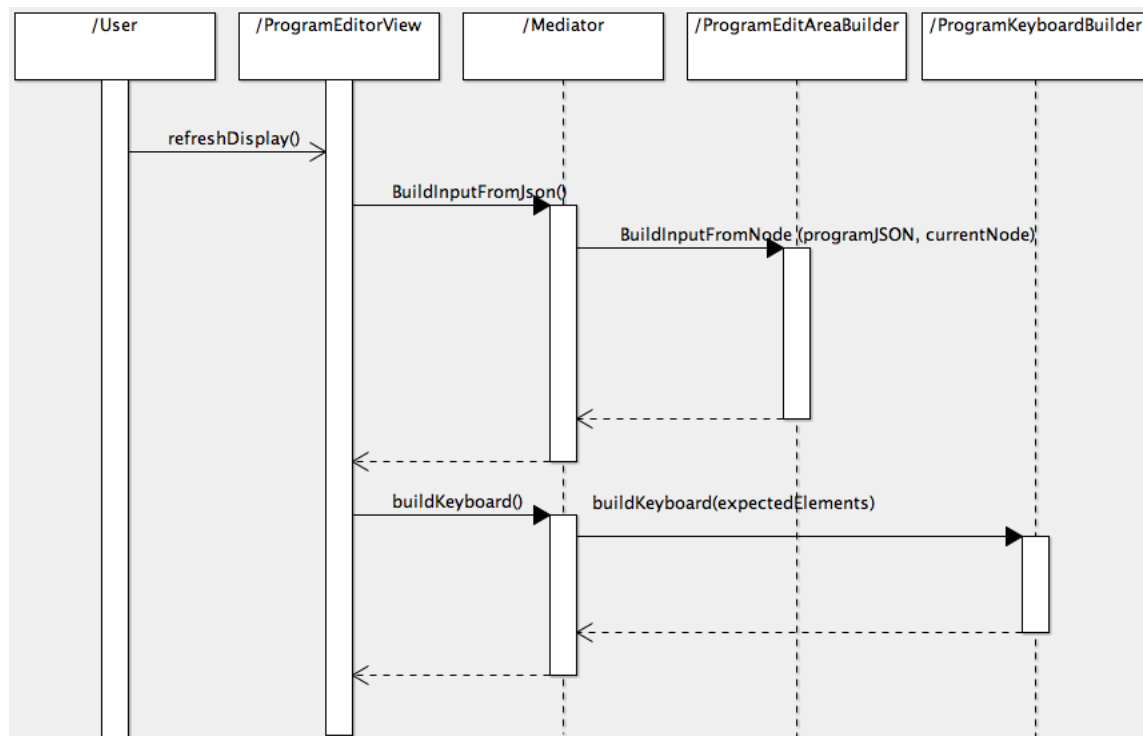 /User
/ProgramEditorView
/Mediator
/ProgramEditAreaBuilder
/ProgramKeyboardBuilder
refreshDisplay()
BuildInputFromJson()
BuildInputFromNode (programJSON, currentNode)
buildKeyboard()
buildKeyboard(expectedElements)